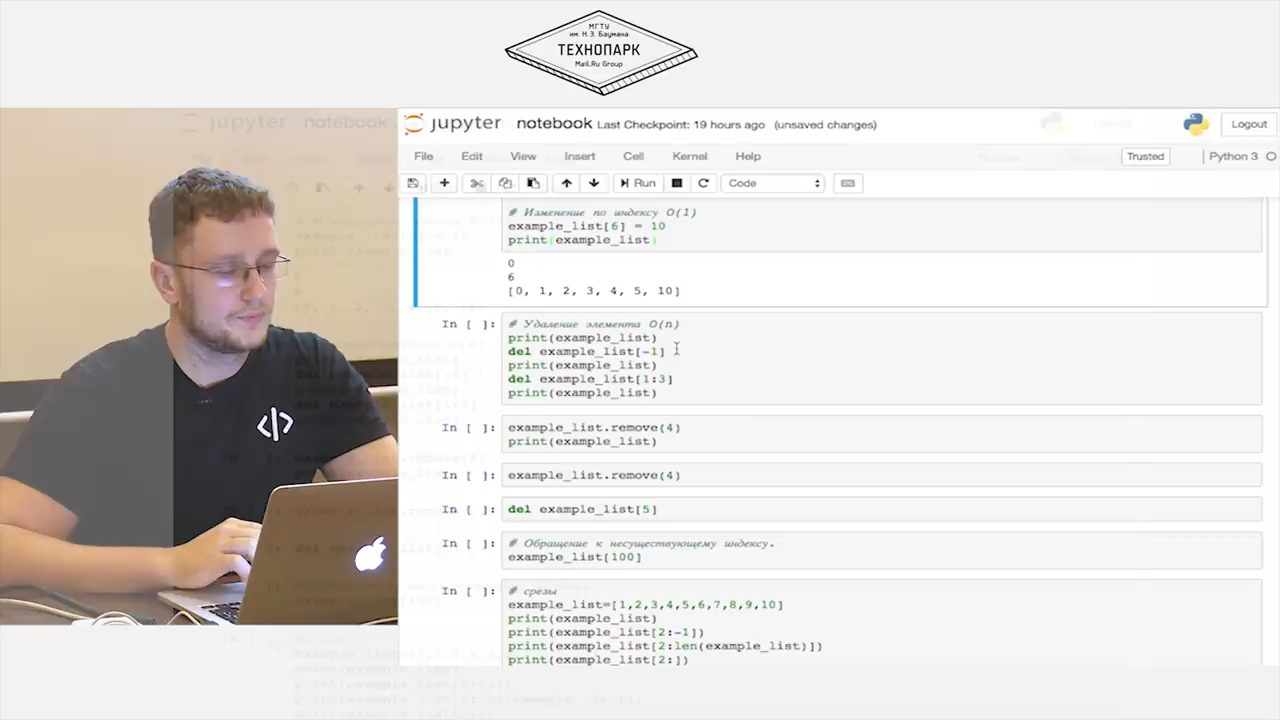 МГТУ
им. Н.Э. Баумана
ТЕХНОПАРК
Mail.Ru Group
jupyter notebook Last Checkpoint: 19 hours ago (unsaved changes)
Logout
File Edit View Insert Cell Kernel Help
Trusted
Python 3
Run
Code
# Изменение по индексу O(1)
example_list[6] = 10
print(example_list)
0
6
[0, 1, 2, 3, 4, 5, 10]
In [ ]: # Удаление элемента O(n)
print(example_list)
del example_list[-1]
print(example_list)
del example_list[1:3]
print(example_list)
In [ ]: example_list.remove(4)
print(example_list)
In [ ]: example_list.remove(4)
In [ ]: del example_list[5]
In [ ]: # Обращение к несуществующему индексу.
example_list[100]
In [ ]: # срезы
example_list=[1,2,3,4,5,6,7,8,9,10]
print(example_list)
print(example_list[2:-1])
print(example_list[2:len(example_list)])
print(example_list[2:])